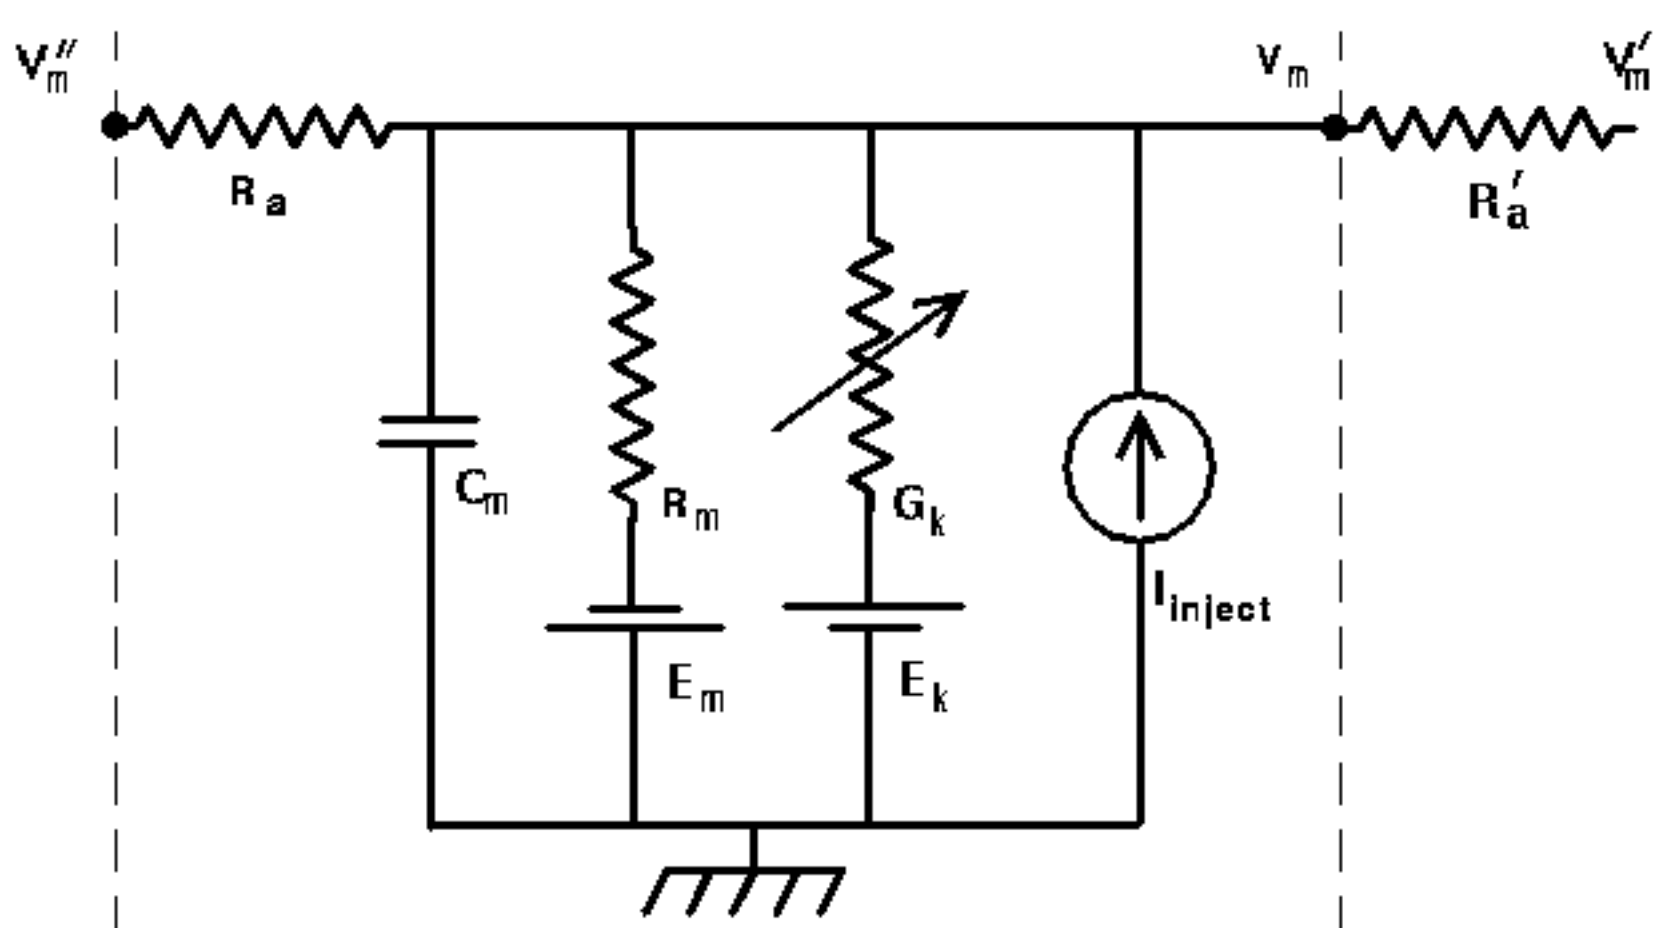 V″m
Vm
V′m
Ra
R′a
Cm
Rm
Gk
Iinject
Em
Ek